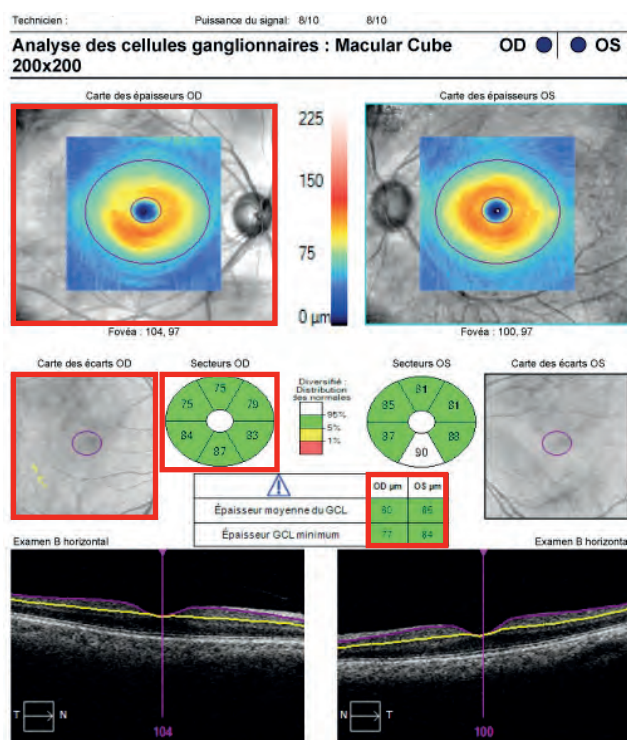 Technicien : Puissance du signal: 8/10 8/10
Analyse des cellules ganglionnaires : Macular Cube 200x200 OD OS
Carte des épaisseurs OD Carte des épaisseurs OS
225
150
75
0 µm
Fovéa : 104, 97 Fovéa : 100, 97
Carte des écarts OD Secteurs OD Secteurs OS Carte des écarts OS
Diversifié :
Distribution
des normales
95%
5%
1%
75
75 79
84 83
87
81
85 81
87 88
90
OD µm OS µm
Épaisseur moyenne du GCL 80 86
Épaisseur GCL minimum 77 84
Examen B horizontal Examen B horizonta
T N T N
104 100